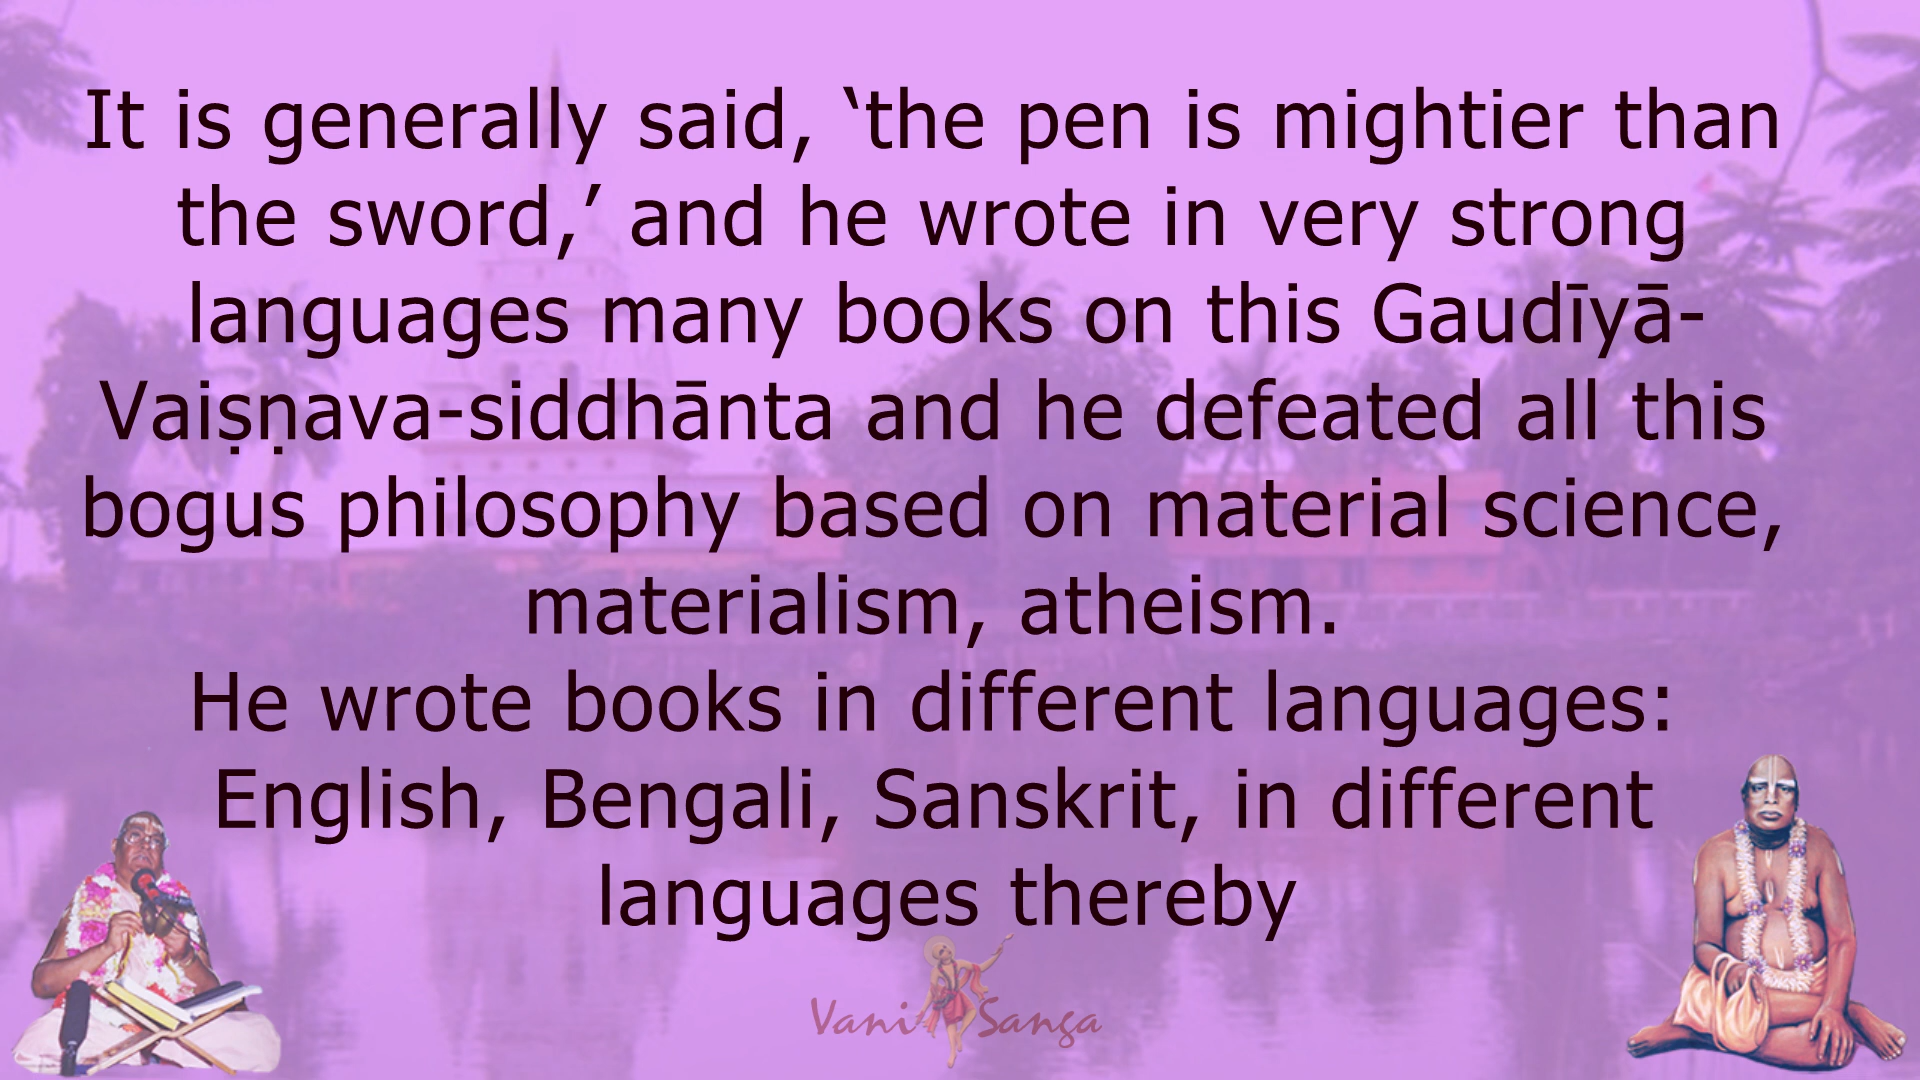 It is generally said, ‘the pen is mightier than
the sword,’ and he wrote in very strong
languages many books on this Gaudīyā-
Vaiṣṇava-siddhānta and he defeated all this
bogus philosophy based on material science,
materialism, atheism.
He wrote books in different languages:
English, Bengali, Sanskrit, in different
languages thereby
Vani Sanga